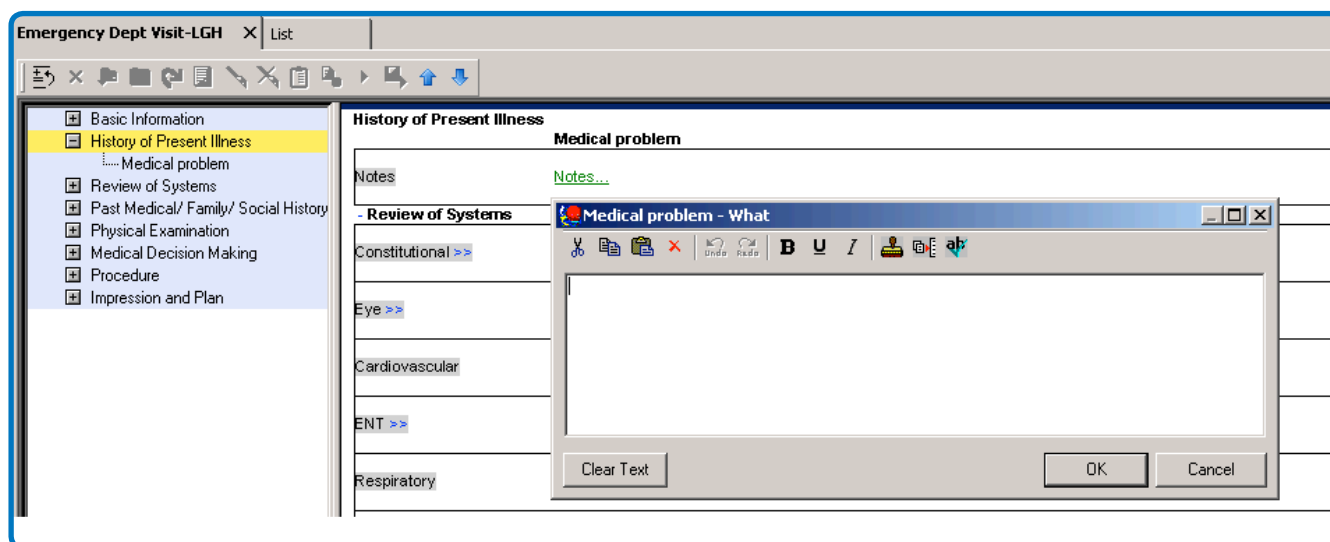 Emergency Dept Visit-LGH X List
Basic Information
History of Present Illness
Medical problem
Review of Systems
Past Medical/ Family/ Social History
Physical Examination
Medical Decision Making
Procedure
Impression and Plan
History of Present Illness
Medical problem
Notes Notes...
- Review of Systems
Constitutional >>
Eye >>
Cardiovascular
ENT >>
Respiratory
Medical problem - What
Undo Redo B U I ab
Clear Text OK Cancel